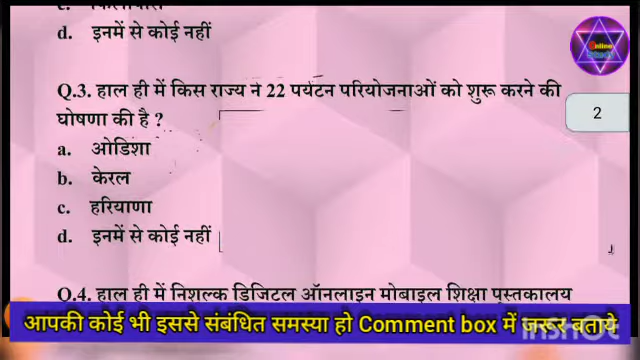 d. इनमें से कोई नहीं
Online
Q.3. हाल ही में किस राज्य ने 22 पर्यटन परियोजनाओं को शुरू करने की
घोषणा की है ?
2
a. ओडिशा
b. केरल
c. हरियाणा
d. इनमें से कोई नहीं
Q.4. हाल ही में निशुल्क डिजिटल ऑनलाइन मोबाइल शिक्षा पुस्तकालय
आपकी कोई भी इससे संबंधित समस्या हो Comment box में जरूर बताये